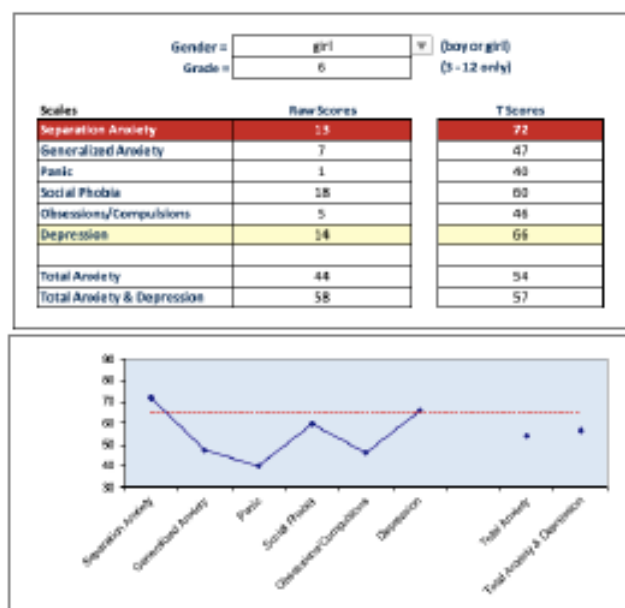 Gender = girl (boy or girl)
Grade = 6 (3 - 12 only)
Scales Raw Scores T Scores
Separation Anxiety 13 72
Generalized Anxiety 7 47
Panic 1 40
Social Phobia 18 60
Obsessions/Compulsions 5 46
Depression 14 66
Total Anxiety 44 54
Total Anxiety & Depression 58 57
90
80
70
60
50
40
30
Separation Anxiety
Generalized Anxiety
Panic
Social Phobia
Obsessions/Compulsions
Depression
Total Anxiety
Total Anxiety & Depression